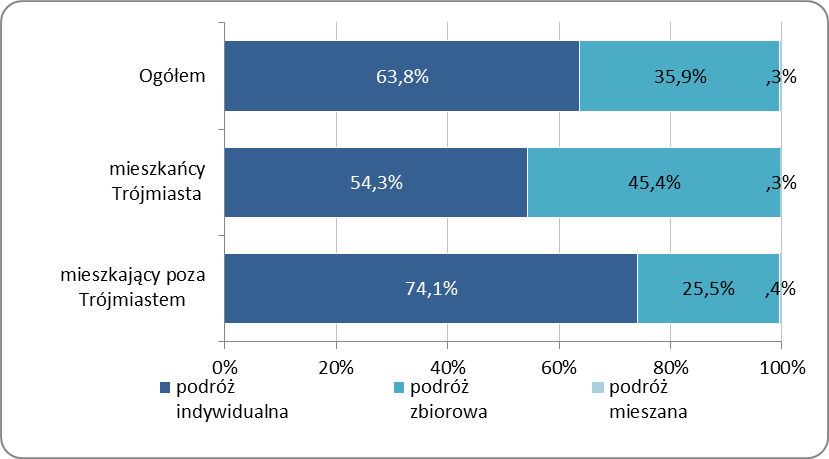 Ogółem
63,8%
35,9%
,3%
mieszkańcy
Trójmiasta
54,3%
45,4%
,3%
mieszkający poza
Trójmiastem
74,1%
25,5%
,4%
0%
20%
40%
60%
80%
100%
podróż
indywidualna
podróż
zbiorowa
podróż
mieszana